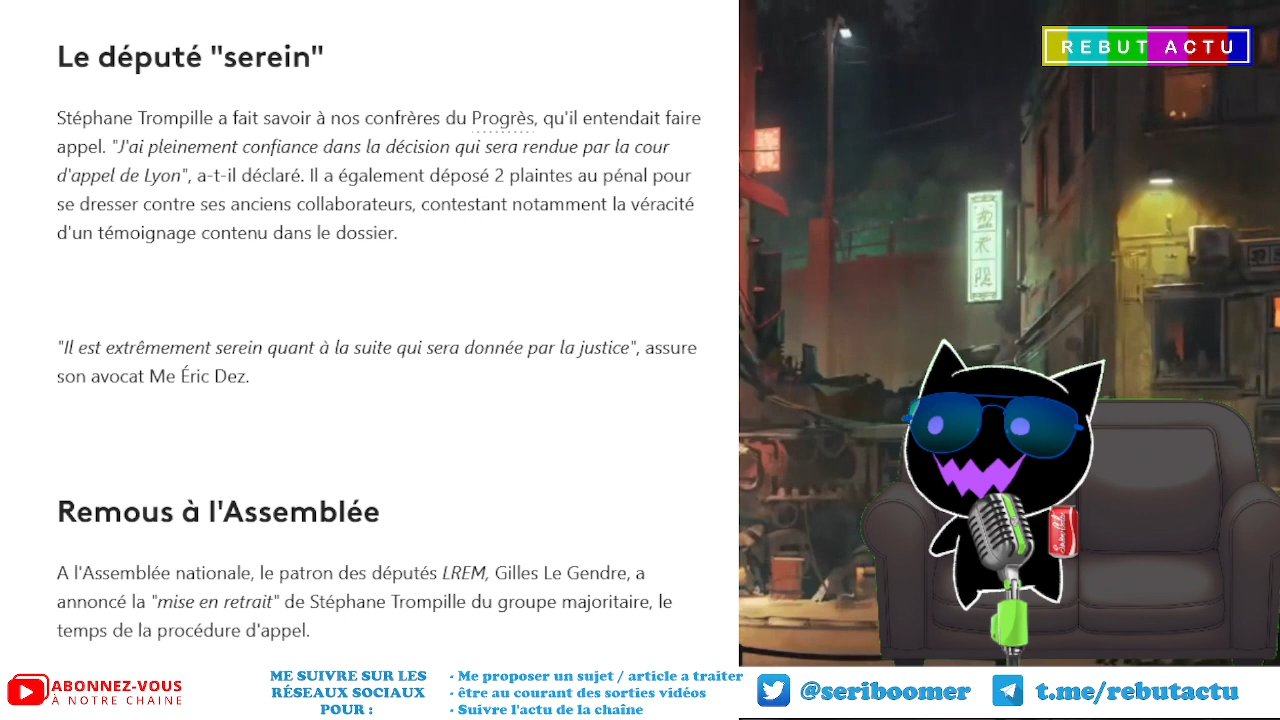 Le député "serein"
Stéphane Trompille a fait savoir à nos confrères du Progrès, qu'il entendait faire
appel. "J'ai pleinement confiance dans la décision qui sera rendue par la cour
d'appel de Lyon", a-t-il déclaré. Il a également déposé 2 plaintes au pénal pour
se dresser contre ses anciens collaborateurs, contestant notamment la véracité
d'un témoignage contenu dans le dossier.
"Il est extrêmement serein quant à la suite qui sera donnée par la justice", assure
son avocat Me Éric Dez.
Remous à l'Assemblée
A l'Assemblée nationale, le patron des députés LREM, Gilles Le Gendre, a
annoncé la "mise en retrait" de Stéphane Trompille du groupe majoritaire, le
temps de la procédure d'appel.
REBUT ACTU
ABONNEZ-VOUS
À NOTRE CHAINE
ME SUIVRE SUR LES
RÉSEAUX SOCIAUX
POUR :
- Me proposer un sujet / article a traiter
- être au courant des sorties vidéos
- Suivre l'actu de la chaîne
@seriboomer
t.me/rebutactu